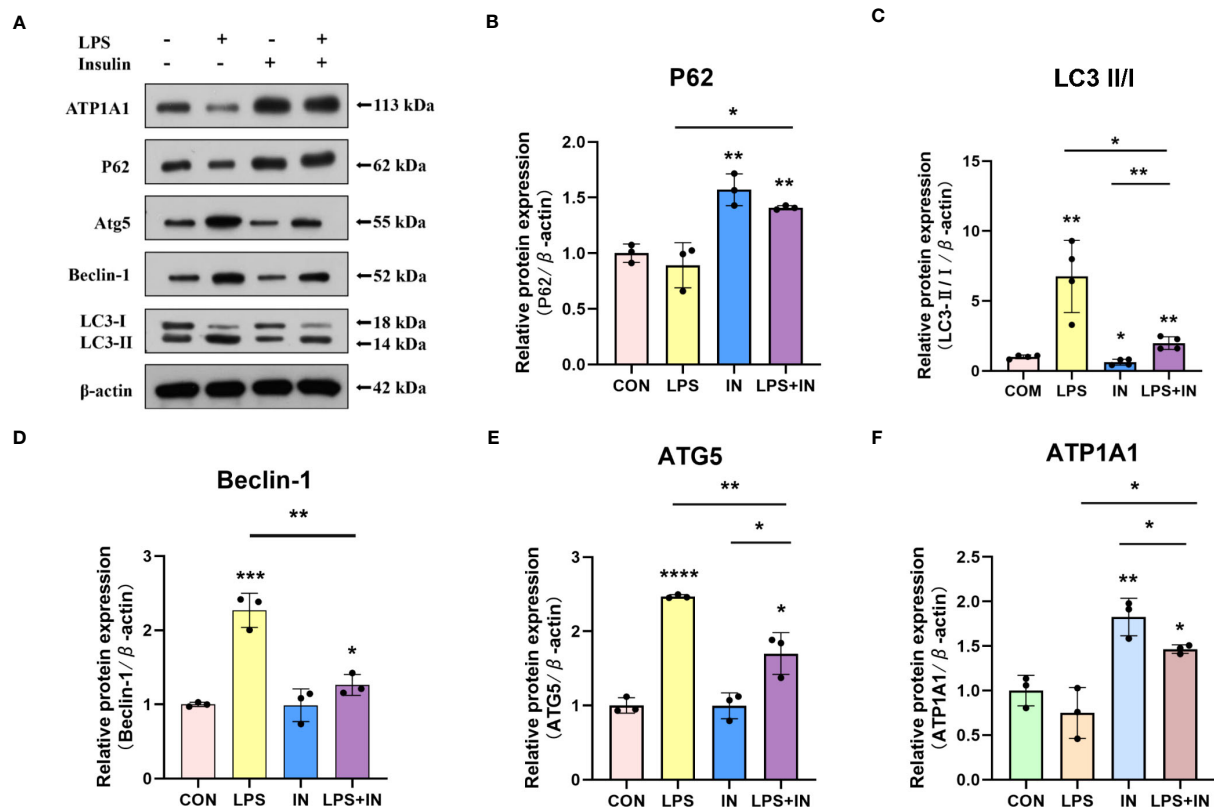 A
LPS - + - +
Insulin - - + +
ATP1A1 ←113 kDa
P62 ←62 kDa
Atg5 ←55 kDa
Beclin-1 ←52 kDa
LC3-I ←18 kDa
LC3-II ←14 kDa
β-actin ←42 kDa
B
P62
Relative protein expression
(P62/β-actin)
2.0
1.5
1.0
0.5
0.0
*
**
**
CON LPS IN LPS+IN
C
LC3 II/I
Relative protein expression
(LC3-II/I/β-actin)
15
10
5
0
*
**
**
*
**
COM LPS IN LPS+IN
D
Beclin-1
Relative protein expression
(Beclin-1/β-actin)
3
2
1
0
**
***
*
CON LPS IN LPS+IN
E
ATG5
Relative protein expression
(ATG5/β-actin)
3
2
1
0
**
*
****
*
CON LPS IN LPS+IN
F
ATP1A1
Relative protein expression
(ATP1A1/β-actin)
2.5
2.0
1.5
1.0
0.5
0.0
*
*
**
*
CON LPS IN LPS+IN